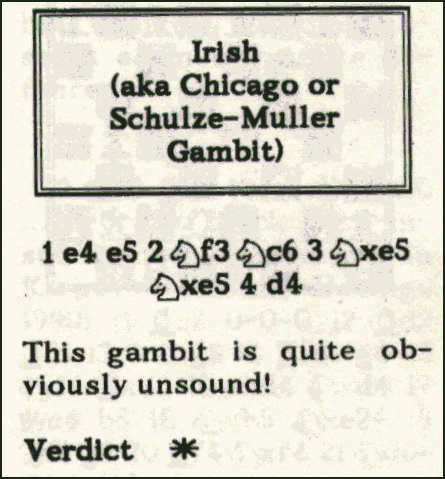 Irish
(aka Chicago or
Schulze-Muller
Gambit)
1 e4 e5 2 ♘f3 ♘c6 3 ♘xe5
♘xe5 4 d4
This gambit is quite ob-
viously unsound!
Verdict *